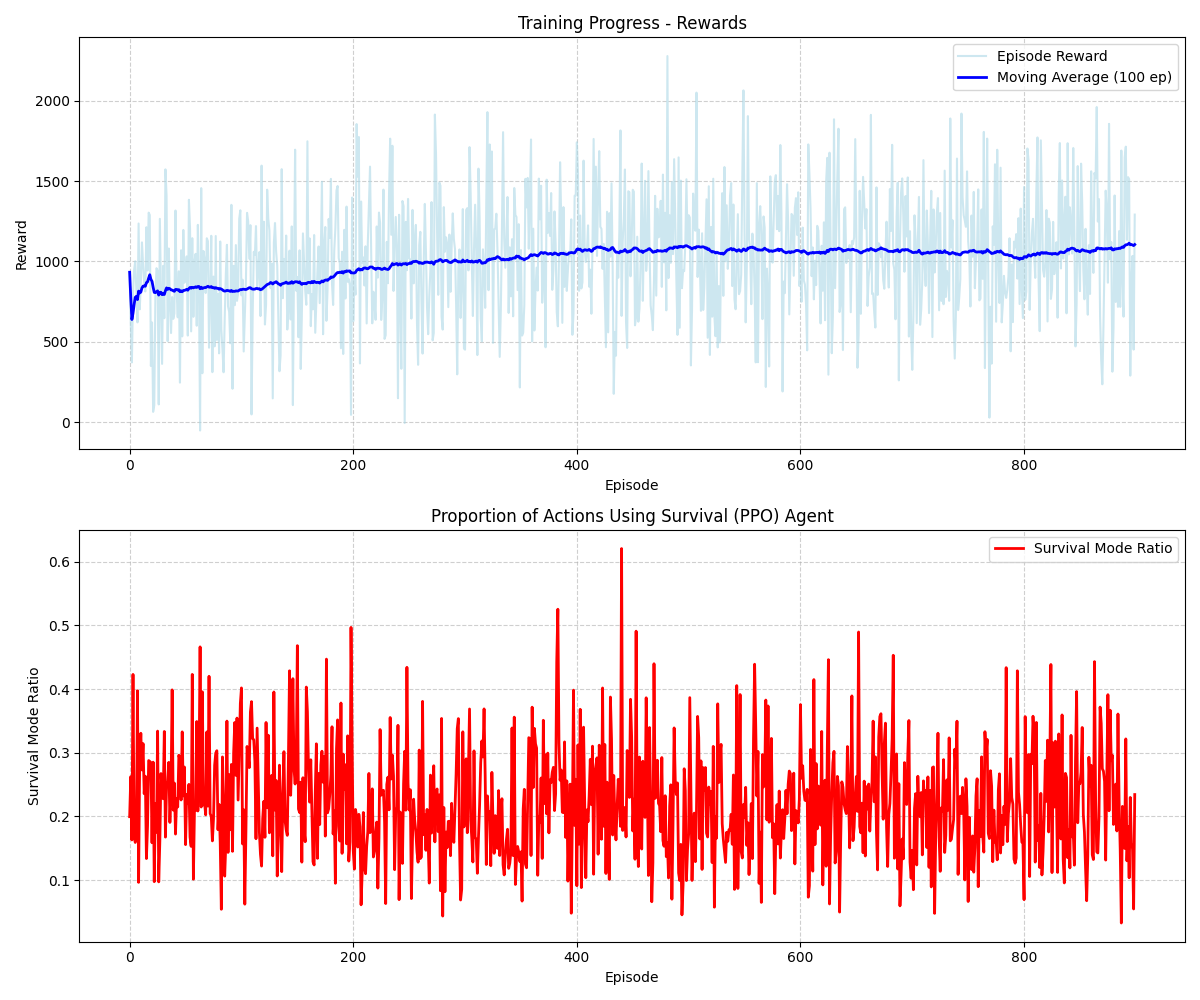 Training Progress - Rewards
Episode Reward
Moving Average (100 ep)
Reward
2000
1500
1000
500
0
0 200 400 600 800
Episode
Proportion of Actions Using Survival (PPO) Agent
Survival Mode Ratio
Survival Mode Ratio
0.6
0.5
0.4
0.3
0.2
0.1
0 200 400 600 800
Episode